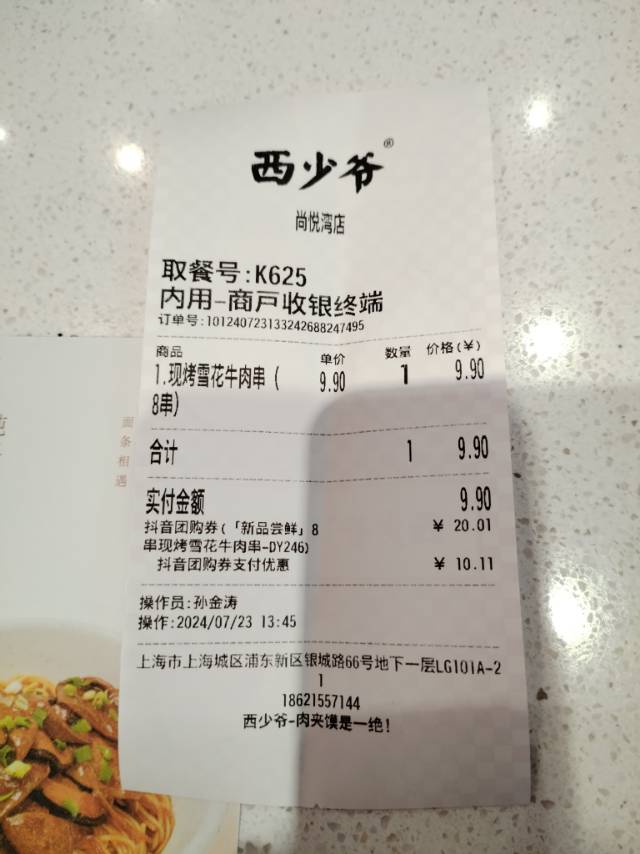 西少爷®
尚悦湾店
取餐号:K625
内用-商戸收银终端
订单号:101240723133242688247495
商品 单价 数量 价格(¥)
1.现烤雪花牛肉串( 9.90 1 9.90
8串)
合计 1 9.90
实付金额 9.90
抖音团购券(「新品尝鲜」8 ¥ 20.01
串现烤雪花牛肉串-DY246)
抖音团购券支付优惠 ¥ 10.11
操作员:孙金涛
操作:2024/07/23 13:45
上海市上海城区浦东新区银城路66号地下一层LG101A-2
1
18621557144
西少爷-肉夹馍是一绝!
面条相遇